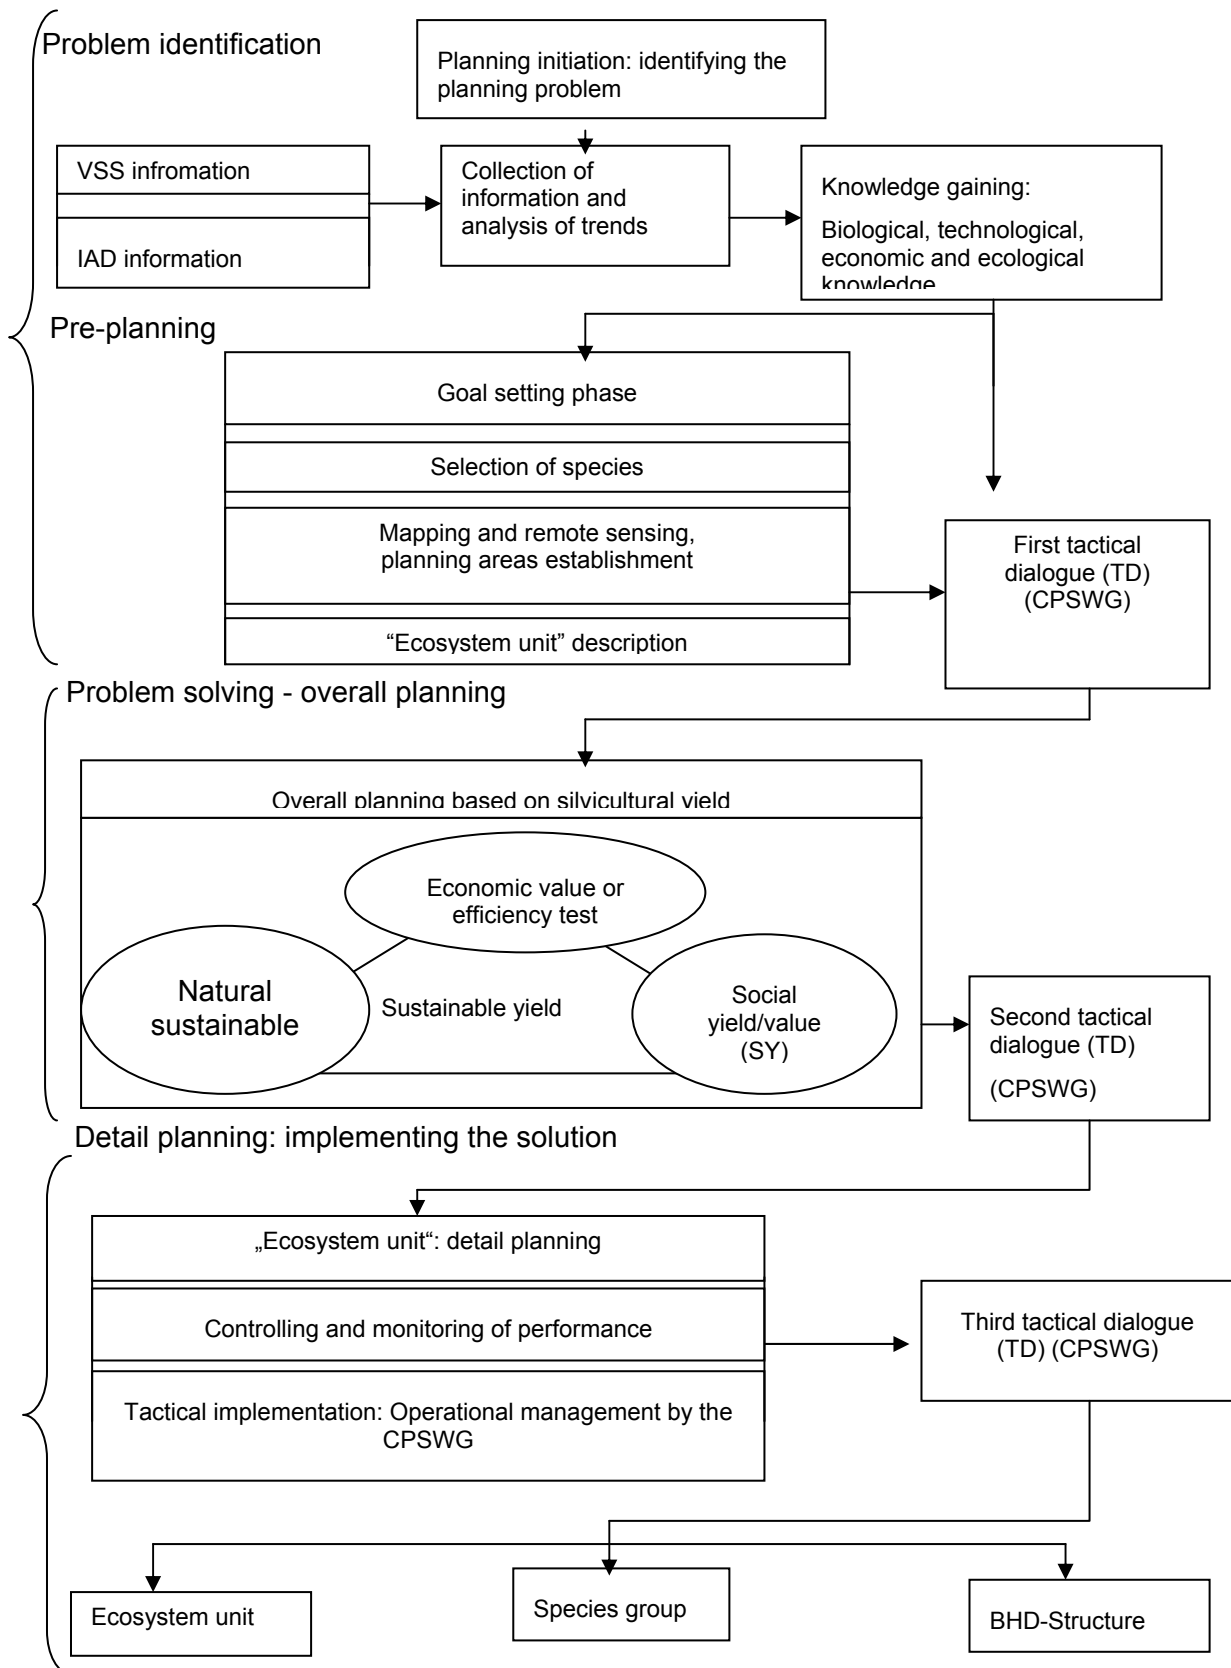 Problem identification
Planning initiation: identifying the
planning problem
VSS infromation
IAD information
Collection of
information and
analysis of trends
Knowledge gaining:
Biological, technological,
economic and ecological
knowledge
Pre-planning
Goal setting phase
Selection of species
Mapping and remote sensing,
planning areas establishment
“Ecosystem unit” description
First tactical
dialogue (TD)
(CPSWG)
Problem solving - overall planning
Overall planning based on silvicultural yield
Economic value or
efficiency test
Natural
sustainable
Sustainable yield
Social
yield/value
(SY)
Second tactical
dialogue (TD)
(CPSWG)
Detail planning: implementing the solution
„Ecosystem unit“: detail planning
Controlling and monitoring of performance
Tactical implementation: Operational management by the
CPSWG
Third tactical dialogue
(TD) (CPSWG)
Ecosystem unit
Species group
BHD-Structure